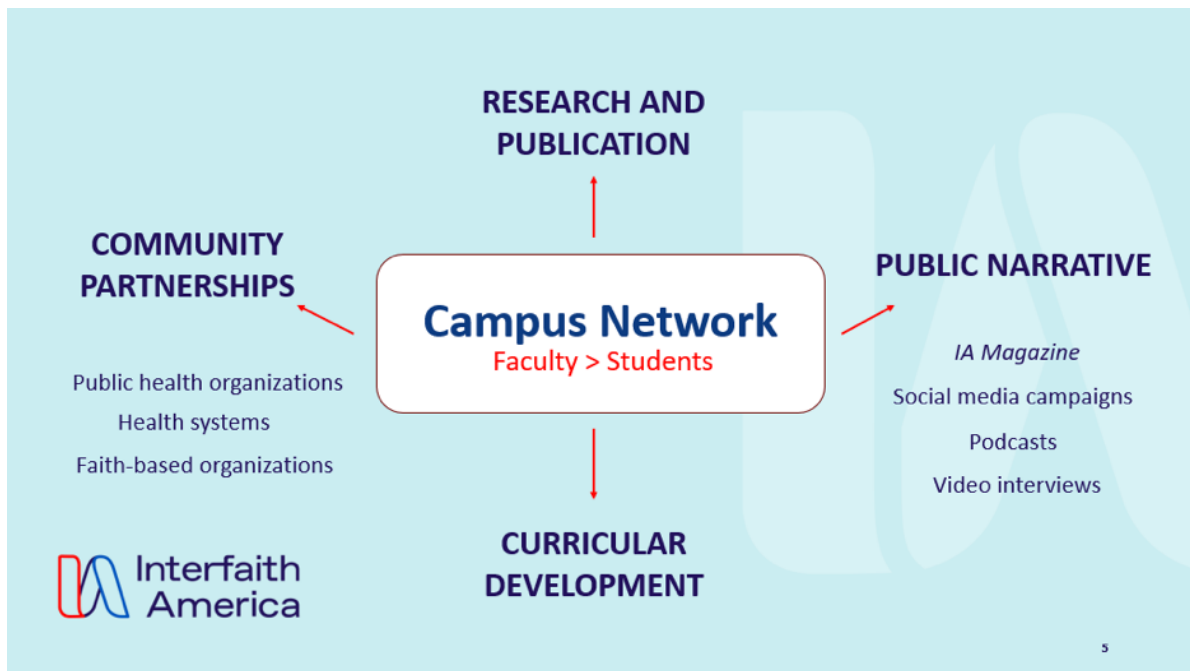 RESEARCH AND
PUBLICATION
COMMUNITY
PARTNERSHIPS
Public health organizations
Health systems
Faith-based organizations
Campus Network
Faculty > Students
PUBLIC NARRATIVE
IA Magazine
Social media campaigns
Podcasts
Video interviews
CURRICULAR
DEVELOPMENT
Interfaith
America
5